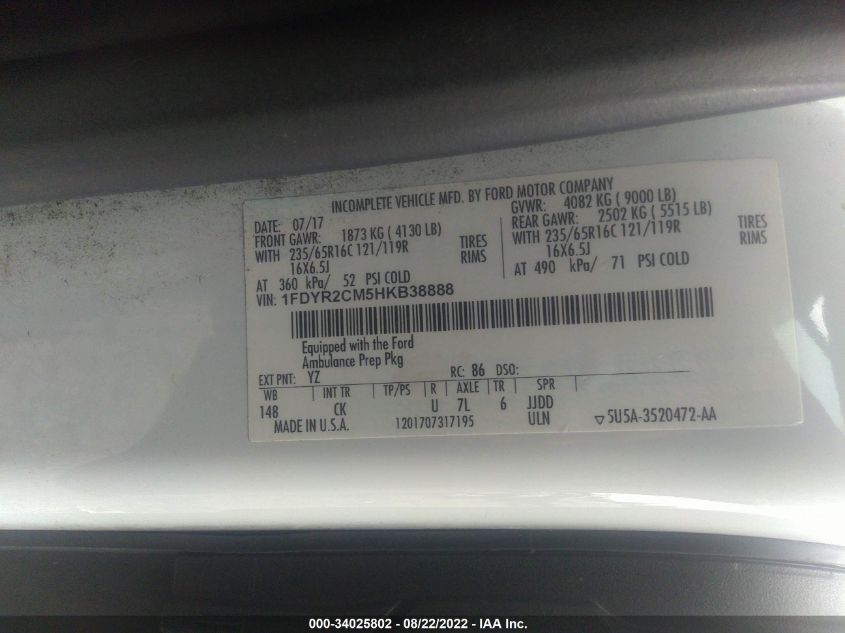 INCOMPLETE VEHICLE MFD. BY FORD MOTOR COMPANY
DATE: 07/17 GVWR: 4082 KG ( 9000 LB)
FRONT GAWR: 1873 KG ( 4130 LB) REAR GAWR: 2502 KG ( 5515 LB)
WITH 235/65R16C 121/119R TIRES WITH 235/65R16C 121/119R TIRES
16X6.5J RIMS 16X6.5J RIMS
AT 360 kPa/ 52 PSI COLD AT 490 kPa/ 71 PSI COLD
VIN: 1FDYR2CM5HKB38888
Equipped with the Ford
Ambulance Prep Pkg
EXT PNT: YZ RC: 86 DSO:
WB INT TR TP/PS R AXLE TR SPR
148 CK U 7L 6 JJDD
MADE IN U.S.A. 1201707317195 ULN ▽5U5A-3520472-AA
000-34025802 - 08/22/2022 - IAA Inc.